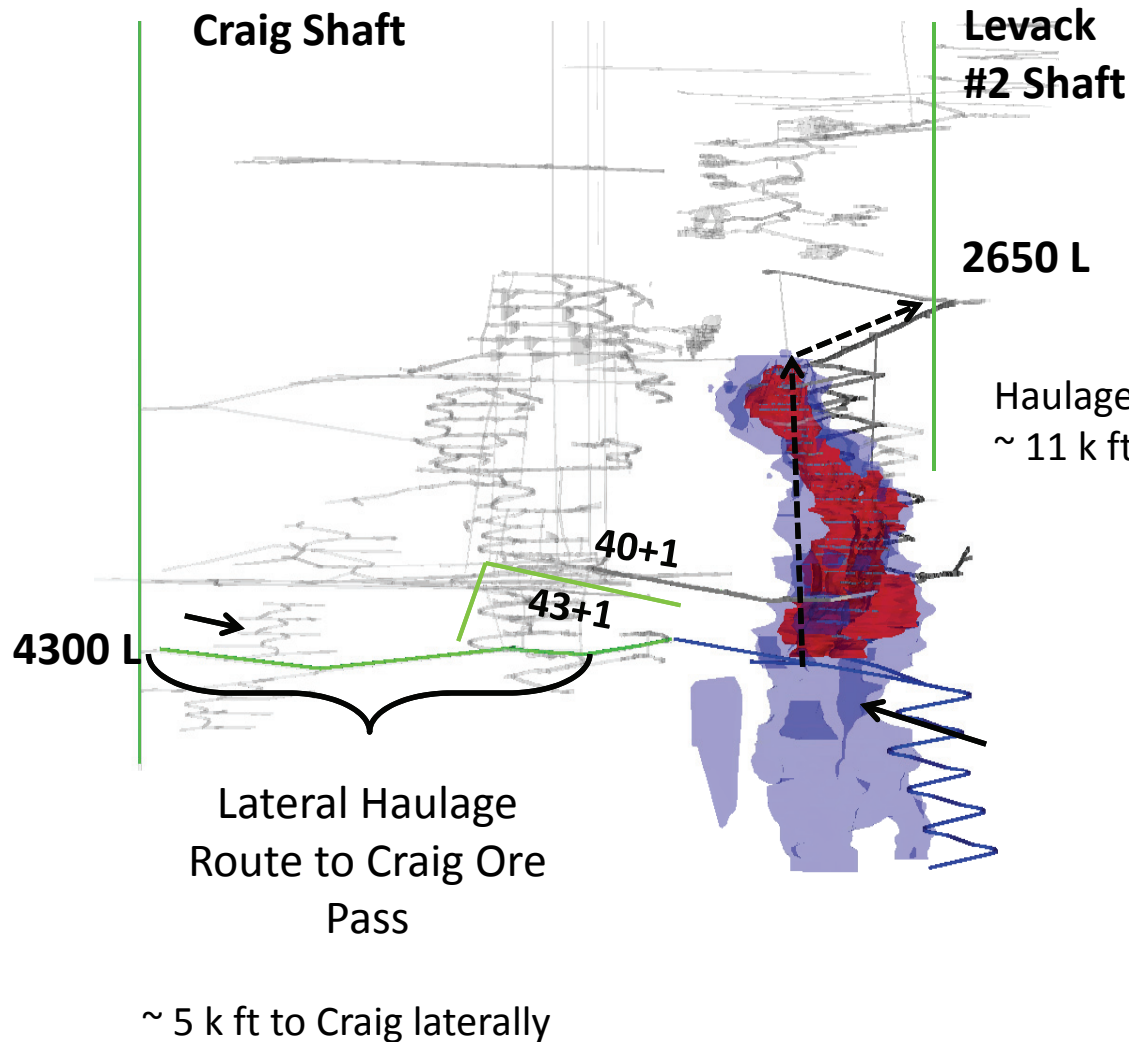 Craig Shaft
Levack
#2 Shaft
2650 L
Haulage
~ 11 k ft
40+1
43+1
4300 L
Lateral Haulage
Route to Craig Ore
Pass
~ 5 k ft to Craig laterally